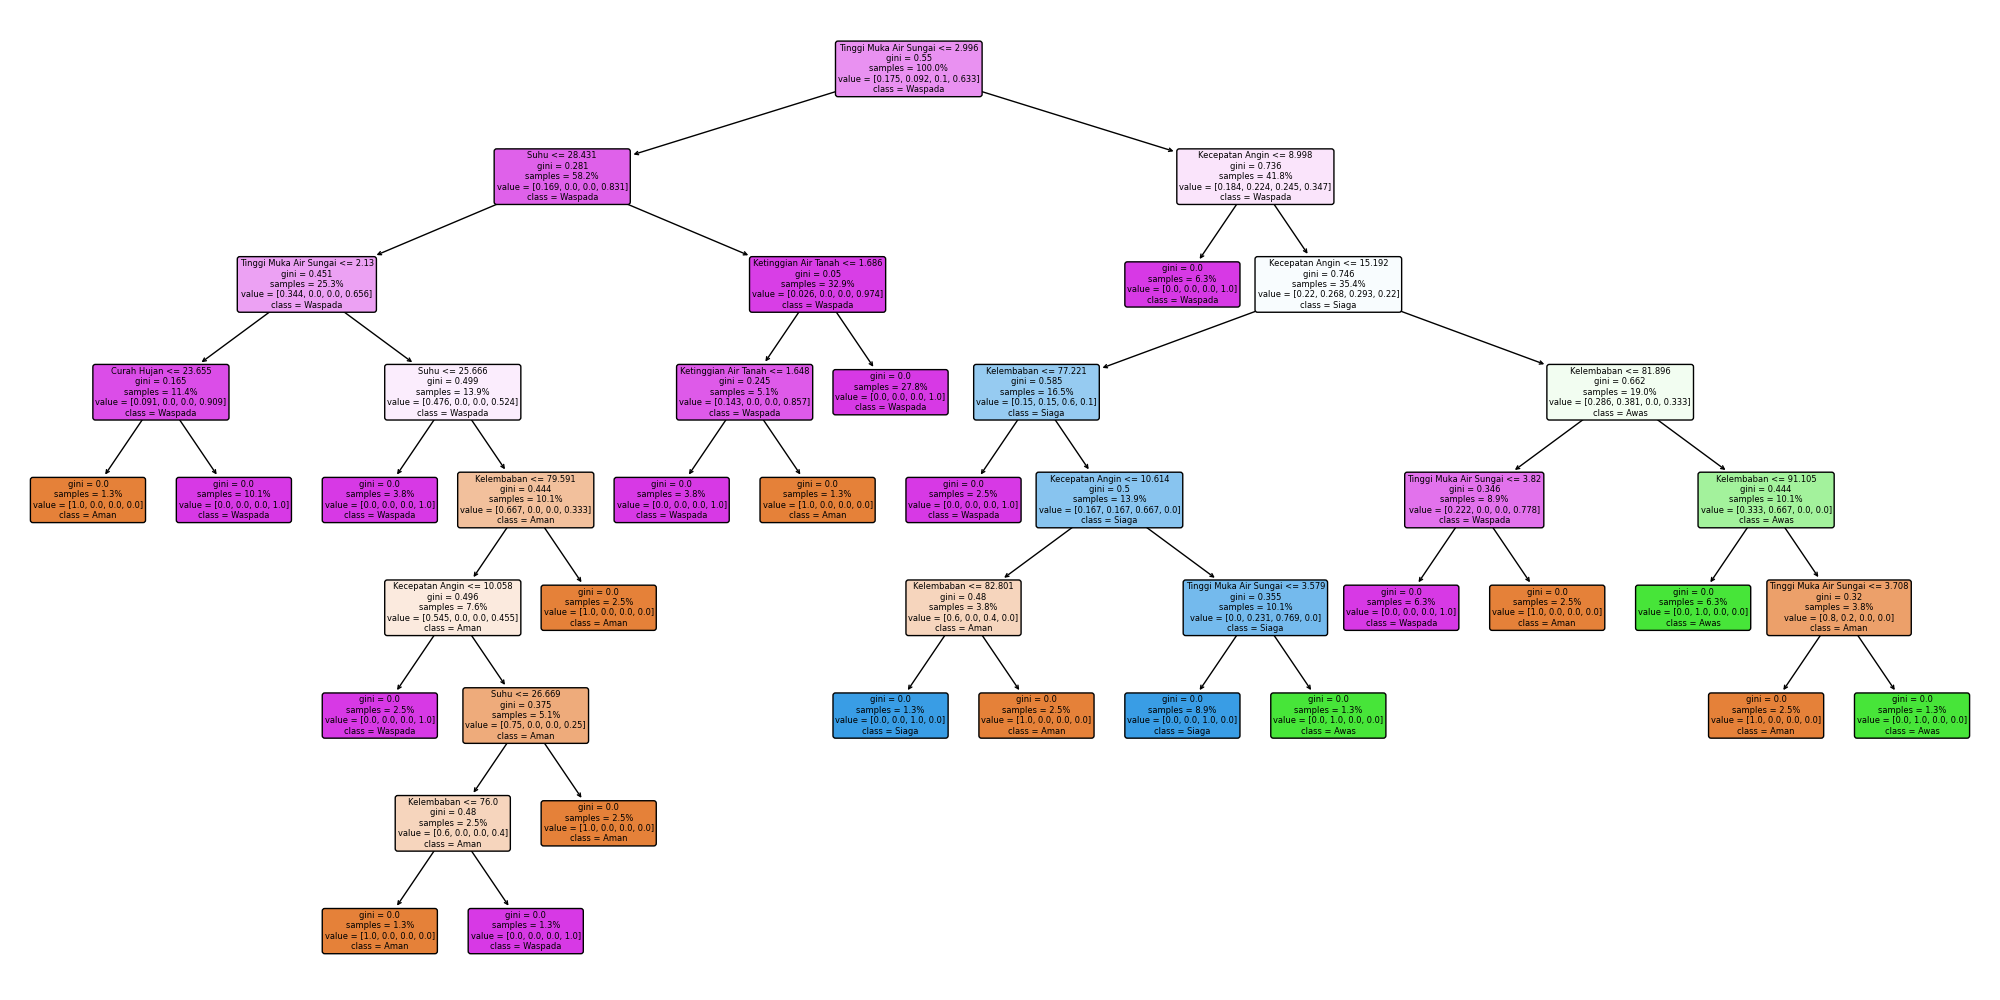 Tinggi Muka Air Sungai <= 2.996
gini = 0.55
samples = 100.0%
value = [0.175, 0.092, 0.1, 0.633]
class = Waspada
Suhu <= 28.431
gini = 0.281
samples = 58.2%
value = [0.169, 0.0, 0.0, 0.831]
class = Waspada
Kecepatan Angin <= 8.998
gini = 0.736
samples = 41.8%
value = [0.184, 0.224, 0.245, 0.347]
class = Waspada
Tinggi Muka Air Sungai <= 2.13
gini = 0.451
samples = 25.3%
value = [0.344, 0.0, 0.0, 0.656]
class = Waspada
Ketinggian Air Tanah <= 1.686
gini = 0.05
samples = 32.9%
value = [0.026, 0.0, 0.0, 0.974]
class = Waspada
gini = 0.0
samples = 6.3%
value = [0.0, 0.0, 0.0, 1.0]
class = Waspada
Kecepatan Angin <= 15.192
gini = 0.746
samples = 35.4%
value = [0.22, 0.268, 0.293, 0.22]
class = Siaga
Curah Hujan <= 23.655
gini = 0.165
samples = 11.4%
value = [0.091, 0.0, 0.0, 0.909]
class = Waspada
Suhu <= 25.666
gini = 0.499
samples = 13.9%
value = [0.476, 0.0, 0.0, 0.524]
class = Waspada
Ketinggian Air Tanah <= 1.648
gini = 0.245
samples = 5.1%
value = [0.143, 0.0, 0.0, 0.857]
class = Waspada
gini = 0.0
samples = 27.8%
value = [0.0, 0.0, 0.0, 1.0]
class = Waspada
Kelembaban <= 77.221
gini = 0.585
samples = 16.5%
value = [0.15, 0.15, 0.6, 0.1]
class = Siaga
Kelembaban <= 81.896
gini = 0.662
samples = 19.0%
value = [0.286, 0.381, 0.0, 0.333]
class = Awas
gini = 0.0
samples = 1.3%
value = [1.0, 0.0, 0.0, 0.0]
class = Aman
gini = 0.0
samples = 10.1%
value = [0.0, 0.0, 0.0, 1.0]
class = Waspada
gini = 0.0
samples = 3.8%
value = [0.0, 0.0, 0.0, 1.0]
class = Waspada
Kelembaban <= 79.591
gini = 0.444
samples = 10.1%
value = [0.667, 0.0, 0.0, 0.333]
class = Aman
gini = 0.0
samples = 3.8%
value = [0.0, 0.0, 0.0, 1.0]
class = Waspada
gini = 0.0
samples = 1.3%
value = [1.0, 0.0, 0.0, 0.0]
class = Aman
gini = 0.0
samples = 2.5%
value = [0.0, 0.0, 0.0, 1.0]
class = Waspada
Kecepatan Angin <= 10.614
gini = 0.5
samples = 13.9%
value = [0.167, 0.167, 0.667, 0.0]
class = Siaga
Tinggi Muka Air Sungai <= 3.82
gini = 0.346
samples = 8.9%
value = [0.222, 0.0, 0.0, 0.778]
class = Waspada
Kelembaban <= 91.105
gini = 0.444
samples = 10.1%
value = [0.333, 0.667, 0.0, 0.0]
class = Awas
Kecepatan Angin <= 10.058
gini = 0.496
samples = 7.6%
value = [0.545, 0.0, 0.0, 0.455]
class = Aman
gini = 0.0
samples = 2.5%
value = [1.0, 0.0, 0.0, 0.0]
class = Aman
Kelembaban <= 82.801
gini = 0.48
samples = 3.8%
value = [0.6, 0.0, 0.4, 0.0]
class = Aman
Tinggi Muka Air Sungai <= 3.579
gini = 0.355
samples = 10.1%
value = [0.0, 0.231, 0.769, 0.0]
class = Siaga
gini = 0.0
samples = 6.3%
value = [0.0, 0.0, 0.0, 1.0]
class = Waspada
gini = 0.0
samples = 2.5%
value = [1.0, 0.0, 0.0, 0.0]
class = Aman
gini = 0.0
samples = 6.3%
value = [0.0, 1.0, 0.0, 0.0]
class = Awas
Tinggi Muka Air Sungai <= 3.708
gini = 0.32
samples = 3.8%
value = [0.8, 0.2, 0.0, 0.0]
class = Aman
gini = 0.0
samples = 2.5%
value = [0.0, 0.0, 0.0, 1.0]
class = Waspada
Suhu <= 26.669
gini = 0.375
samples = 5.1%
value = [0.75, 0.0, 0.0, 0.25]
class = Aman
gini = 0.0
samples = 1.3%
value = [0.0, 0.0, 1.0, 0.0]
class = Siaga
gini = 0.0
samples = 2.5%
value = [1.0, 0.0, 0.0, 0.0]
class = Aman
gini = 0.0
samples = 8.9%
value = [0.0, 0.0, 1.0, 0.0]
class = Siaga
gini = 0.0
samples = 1.3%
value = [0.0, 1.0, 0.0, 0.0]
class = Awas
gini = 0.0
samples = 2.5%
value = [1.0, 0.0, 0.0, 0.0]
class = Aman
gini = 0.0
samples = 1.3%
value = [0.0, 1.0, 0.0, 0.0]
class = Awas
Kelembaban <= 76.0
gini = 0.48
samples = 2.5%
value = [0.6, 0.0, 0.0, 0.4]
class = Aman
gini = 0.0
samples = 2.5%
value = [1.0, 0.0, 0.0, 0.0]
class = Aman
gini = 0.0
samples = 1.3%
value = [1.0, 0.0, 0.0, 0.0]
class = Aman
gini = 0.0
samples = 1.3%
value = [0.0, 0.0, 0.0, 1.0]
class = Waspada